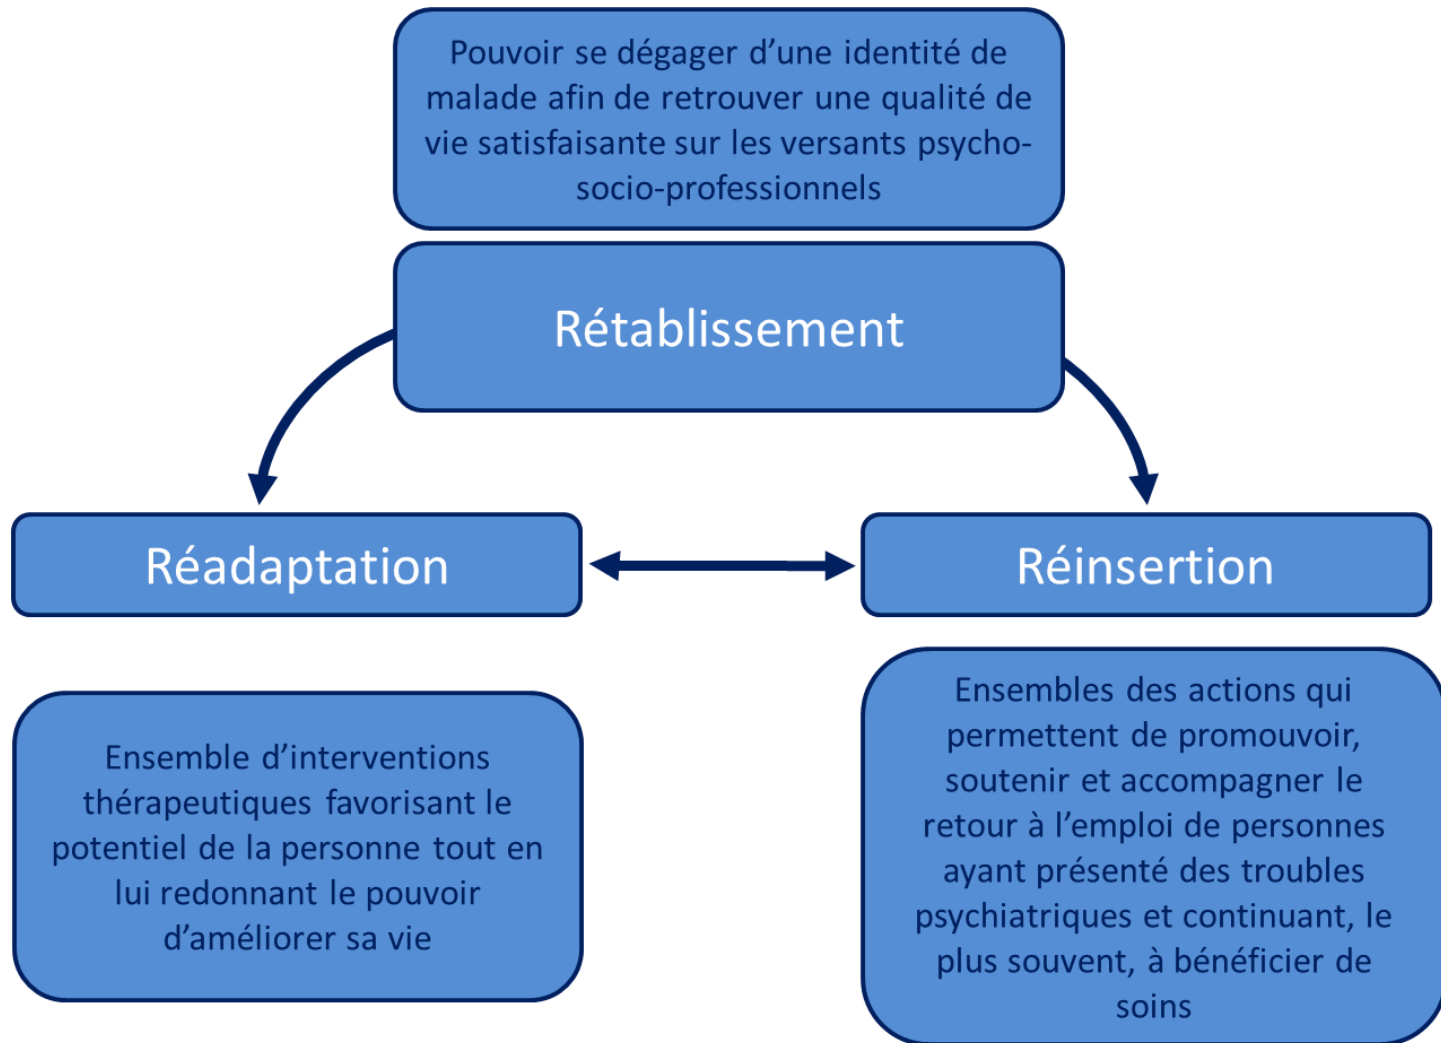 Pouvoir se dégager d’une identité de
malade afin de retrouver une qualité de
vie satisfaisante sur les versants psycho-
socio-professionnels
Rétablissement
Réadaptation
Réinsertion
Ensemble d’interventions
thérapeutiques favorisant le
potentiel de la personne tout en
lui redonnant le pouvoir
d’améliorer sa vie
Ensembles des actions qui
permettent de promouvoir,
soutenir et accompagner le
retour à l’emploi de personnes
ayant présenté des troubles
psychiatriques et continuant, le
plus souvent, à bénéficier de
soins